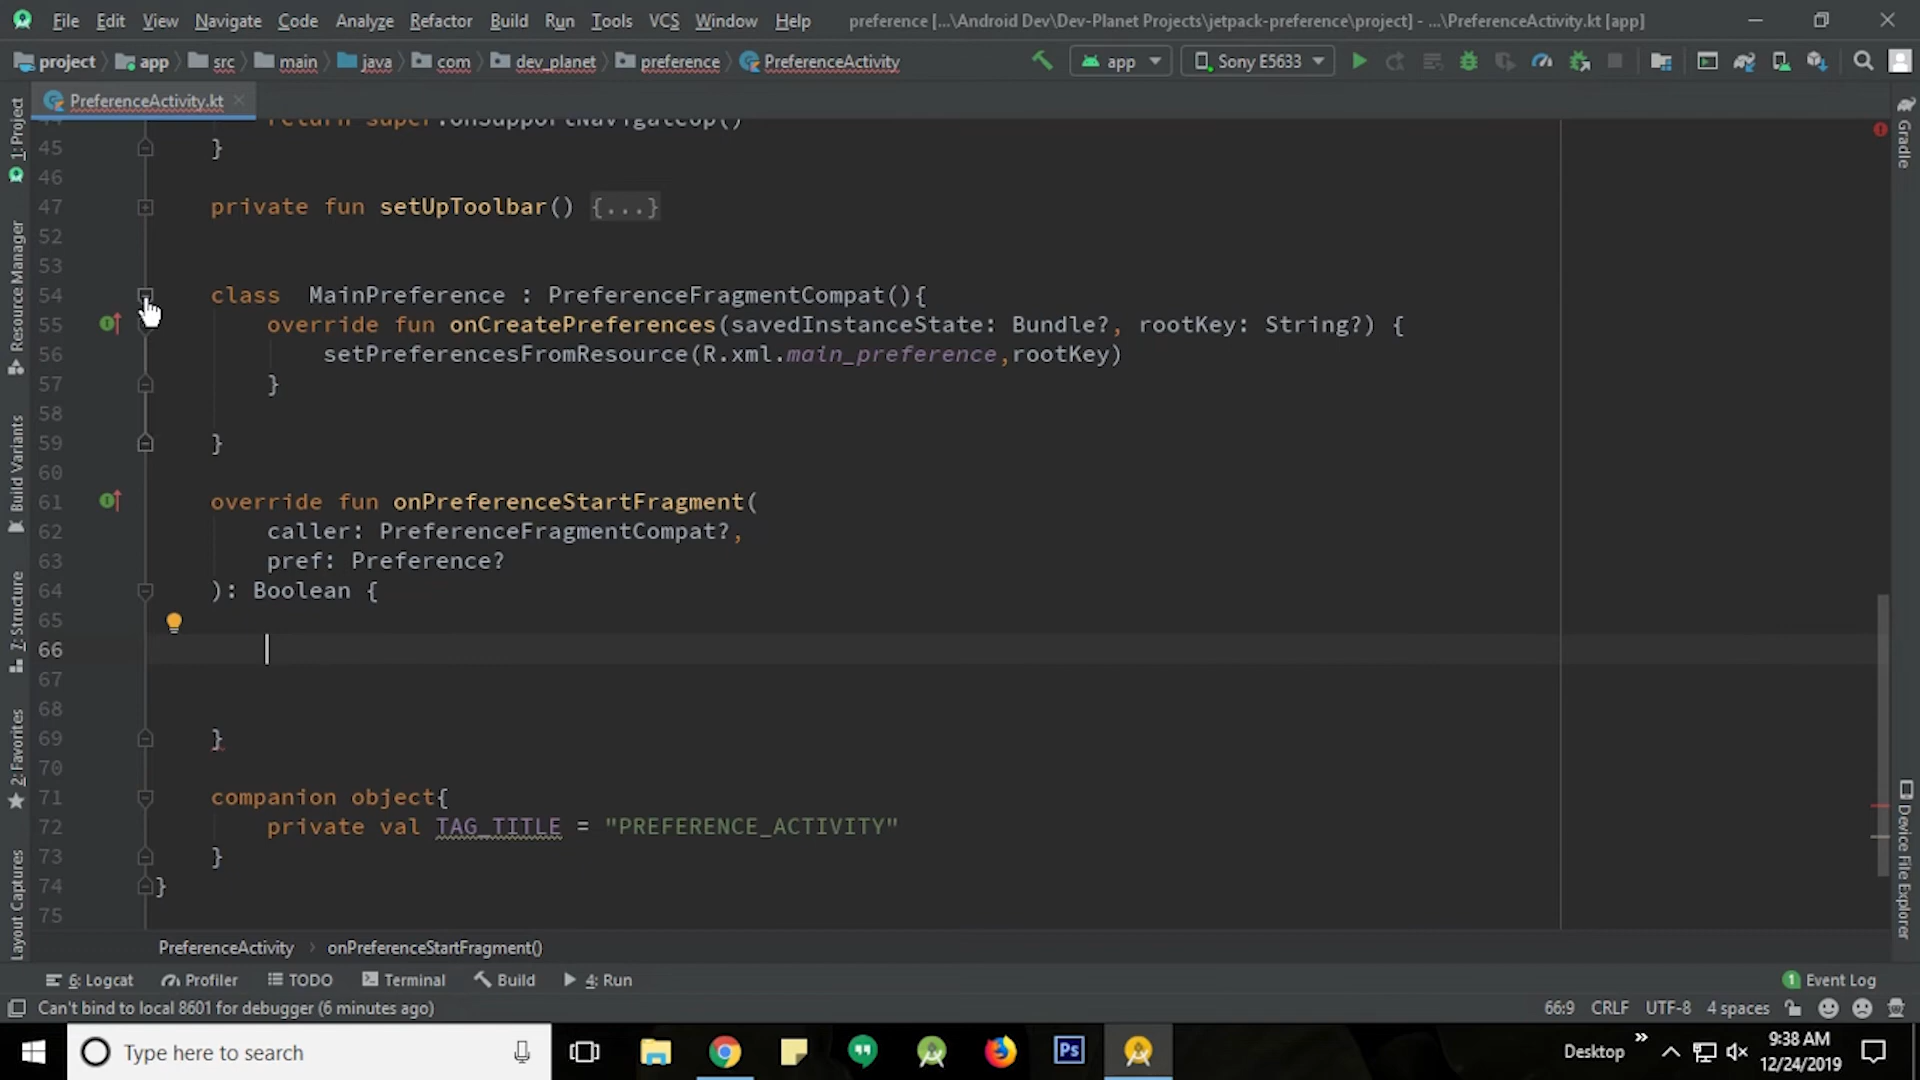 File Edit View Navigate Code Analyze Refactor Build Run Tools VCS Window Help preference [...\Android Dev\Dev-Planet Projects\jetpack-preference\project] - ...\PreferenceActivity.kt [app]
project app src main java com dev_planet preference PreferenceActivity app Sony E5633
PreferenceActivity.kt
44 return super.onSupportNavigateUp()
45 }
46
47 private fun setUpToolbar() {...}
52
53
54 class MainPreference : PreferenceFragmentCompat(){
55 override fun onCreatePreferences(savedInstanceState: Bundle?, rootKey: String?) {
56 setPreferencesFromResource(R.xml.main_preference,rootKey)
57 }
58
59 }
60
61 override fun onPreferenceStartFragment(
62 caller: PreferenceFragmentCompat?,
63 pref: Preference?
64 ): Boolean {
65
66
67
68
69 }
70
71 companion object{
72 private val TAG_TITLE = "PREFERENCE_ACTIVITY"
73 }
74 }
75
1: Project
Resource Manager
Build Variants
7: Structure
2: Favorites
Layout Captures
Gradle
Device File Explorer
PreferenceActivity onPreferenceStartFragment()
6: Logcat Profiler TODO Terminal Build 4: Run 1 Event Log
Can't bind to local 8601 for debugger (6 minutes ago) 66:9 CRLF UTF-8 4 spaces
Type here to search Ps Desktop 9:38 AM
12/24/2019